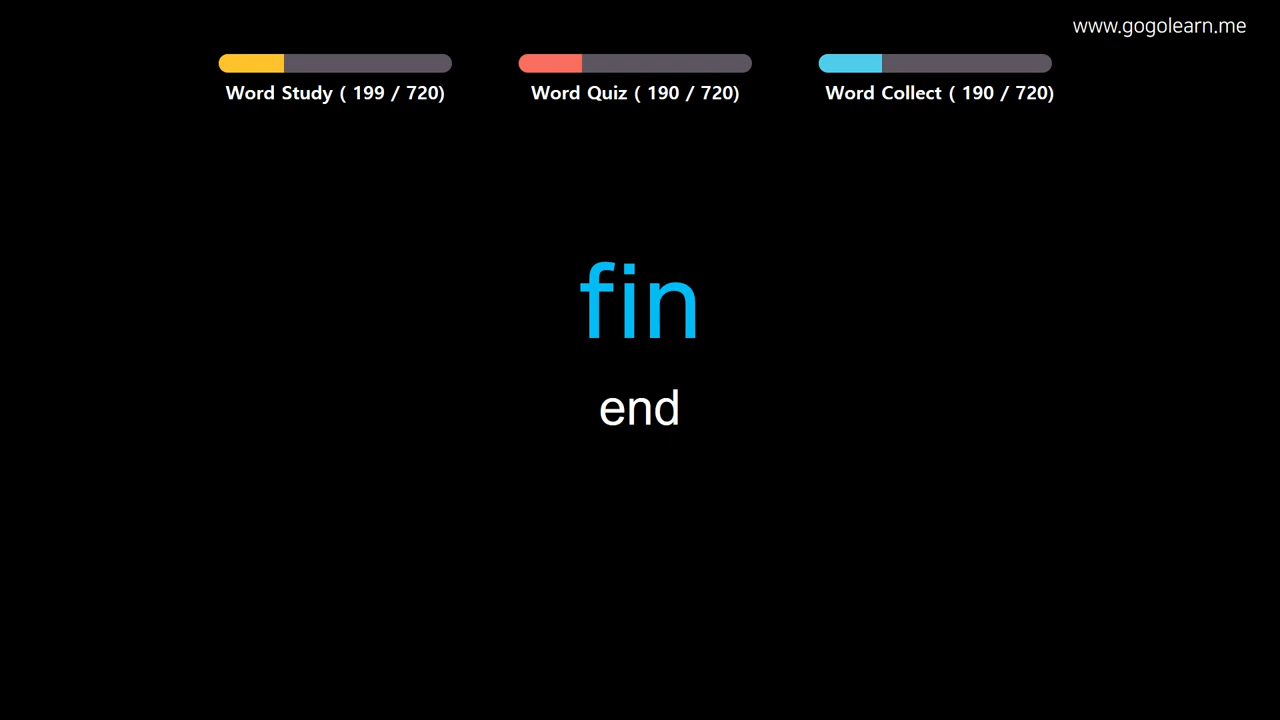 www.gogolearn.me
Word Study ( 199 / 720)
Word Quiz ( 190 / 720)
Word Collect ( 190 / 720)
fin
end